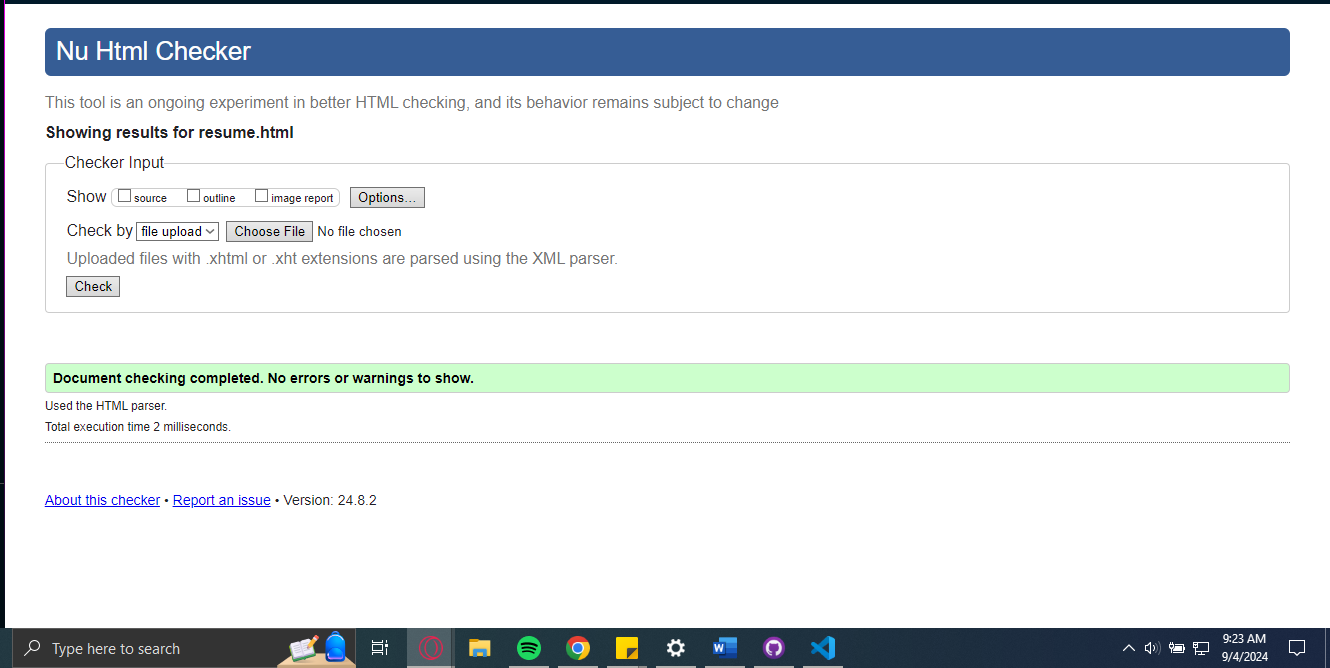 Nu Html Checker
This tool is an ongoing experiment in better HTML checking, and its behavior remains subject to change
Showing results for resume.html
Checker Input
Show source outline image report Options...
Check by file upload Choose File No file chosen
Uploaded files with .xhtml or .xht extensions are parsed using the XML parser.
Check
Document checking completed. No errors or warnings to show.
Used the HTML parser.
Total execution time 2 milliseconds.
About this checker • Report an issue • Version: 24.8.2
Type here to search
9:23 AM
9/4/2024